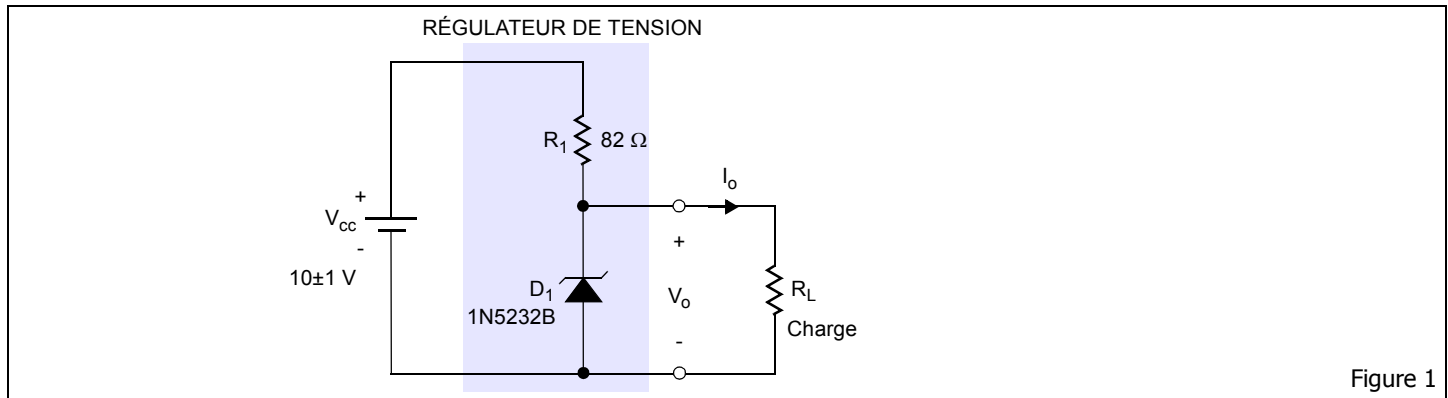 RÉGULATEUR DE TENSION
R1 82 Ω
Io
+
Vcc
-
10±1 V
D1
1N5232B
+
Vo
-
RL
Charge
Figure 1